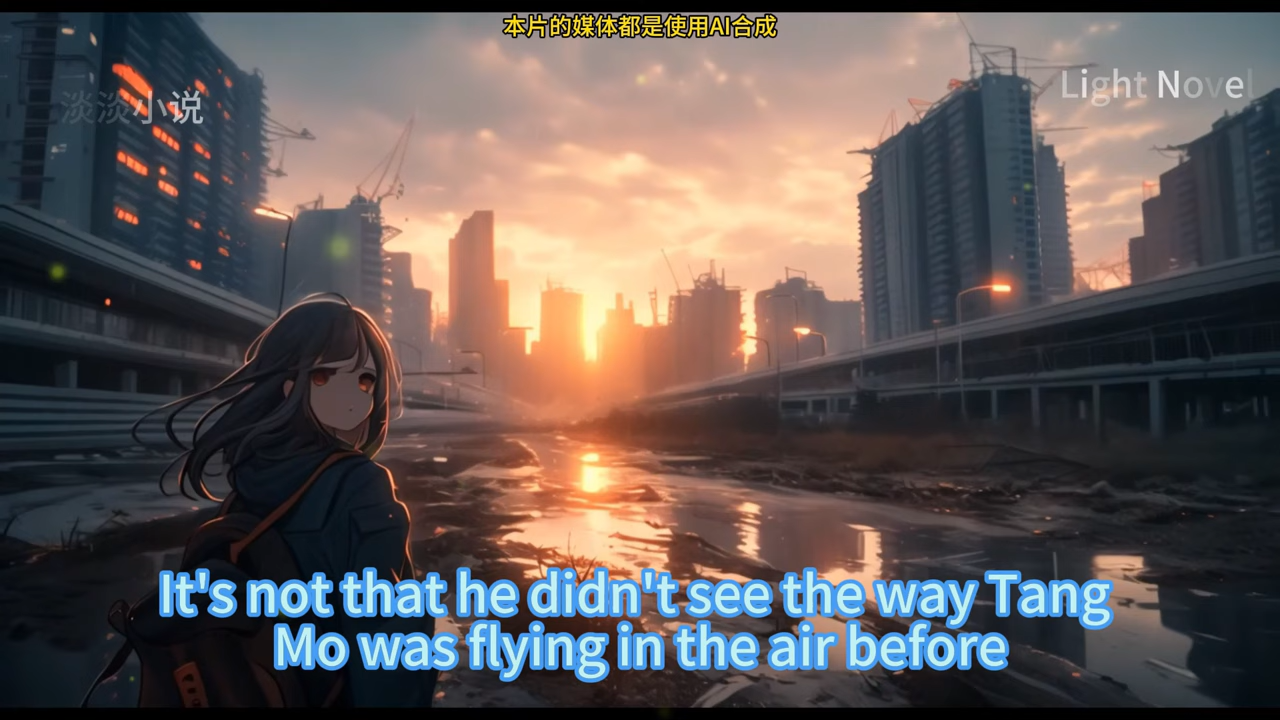 本片的媒体都是使用AI合成
Light Novel
淡淡小说
It's not that he didn't see the way Tang
Mo was flying in the air before